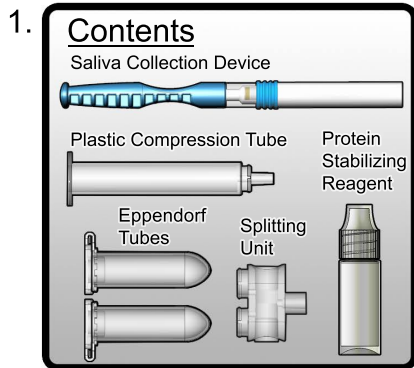 1.
Contents
Saliva Collection Device
Plastic Compression Tube
Protein
Stabilizing
Reagent
Eppendorf
Tubes
Splitting
Unit